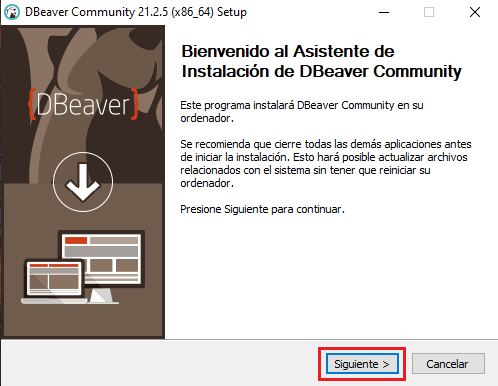 DBeaver Community 21.2.5 (x86_64) Setup
{DBeaver}
Bienvenido al Asistente de
Instalación de DBeaver Community
Este programa instalará DBeaver Community en su
ordenador.
Se recomienda que cierre todas las demás aplicaciones antes
de iniciar la instalación. Esto hará posible actualizar archivos
relacionados con el sistema sin tener que reiniciar su
ordenador.
Presione Siguiente para continuar.
Siguiente >
Cancelar